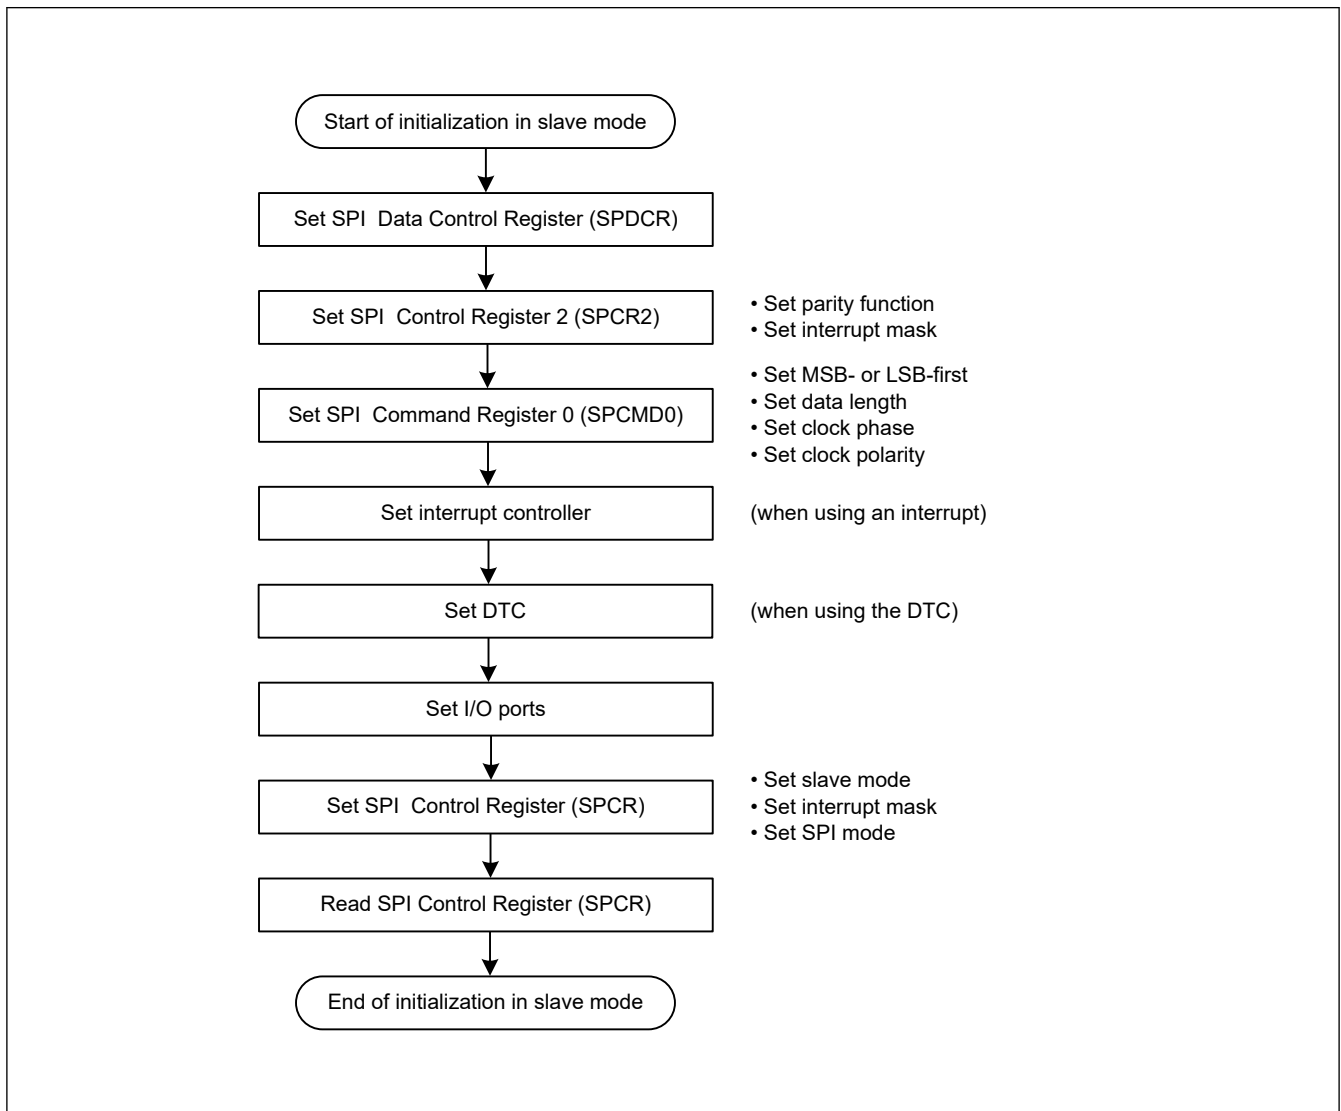 Start of initialization in slave mode
Set SPI Data Control Register (SPDCR)
Set SPI Control Register 2 (SPCR2)
• Set parity function
• Set interrupt mask
Set SPI Command Register 0 (SPCMD0)
• Set MSB- or LSB-first
• Set data length
• Set clock phase
• Set clock polarity
Set interrupt controller
(when using an interrupt)
Set DTC
(when using the DTC)
Set I/O ports
Set SPI Control Register (SPCR)
• Set slave mode
• Set interrupt mask
• Set SPI mode
Read SPI Control Register (SPCR)
End of initialization in slave mode